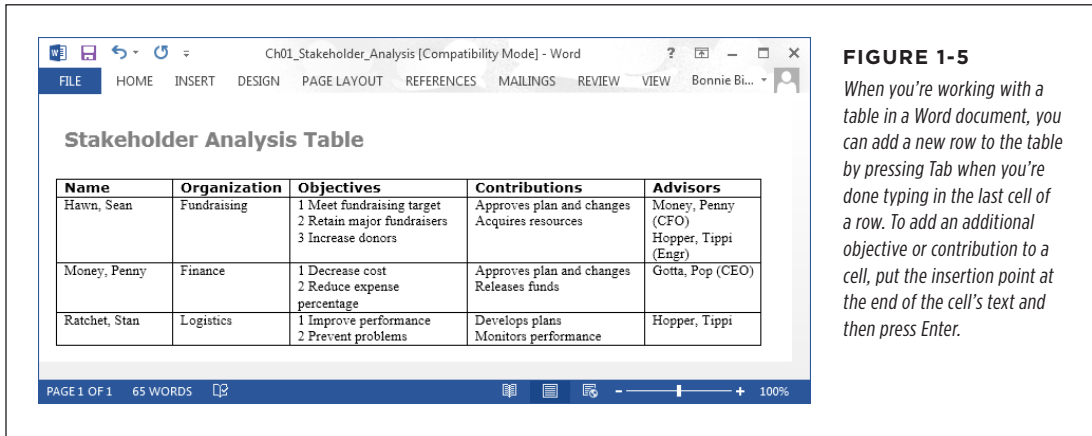 Ch01_Stakeholder_Analysis [Compatibility Mode] - Word
?
FILE HOME INSERT DESIGN PAGE LAYOUT REFERENCES MAILINGS REVIEW VIEW Bonnie Bi...
Stakeholder Analysis Table
Name Organization Objectives Contributions Advisors
Hawn, Sean Fundraising 1 Meet fundraising target Approves plan and changes Money, Penny
2 Retain major fundraisers Acquires resources (CFO)
3 Increase donors Hopper, Tippi
(Engr)
Money, Penny Finance 1 Decrease cost Approves plan and changes Gotta, Pop (CEO)
2 Reduce expense Releases funds
percentage
Ratchet, Stan Logistics 1 Improve performance Develops plans Hopper, Tippi
2 Prevent problems Monitors performance
PAGE 1 OF 1 65 WORDS 100%
FIGURE 1-5
When you're working with a
table in a Word document, you
can add a new row to the table
by pressing Tab when you're
done typing in the last cell of
a row. To add an additional
objective or contribution to a
cell, put the insertion point at
the end of the cell's text and
then press Enter.